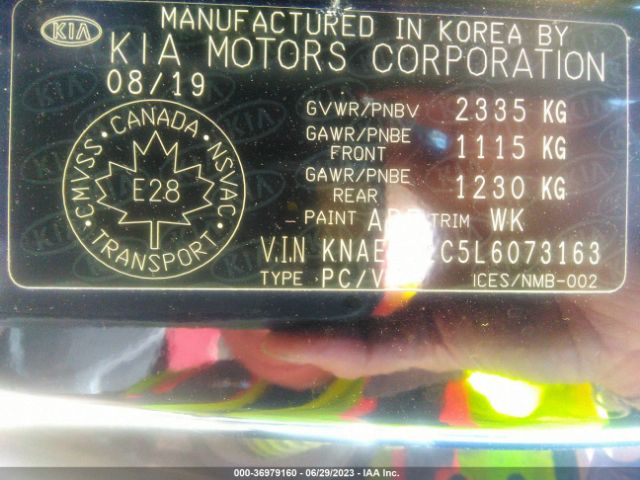 KIA
MANUFACTURED IN KOREA BY
KIA MOTORS CORPORATION
08/19
GVWR/PNBV 2335 KG
GAWR/PNBE FRONT 1115 KG
GAWR/PNBE REAR 1230 KG
PAINT TRIM WK
V.I.N
TYPE ICES/NMB-002
CANADA
CMVSS NSVAC
E28
TRANSPORT
000-36979160 - 06/29/2023 - IAA Inc.